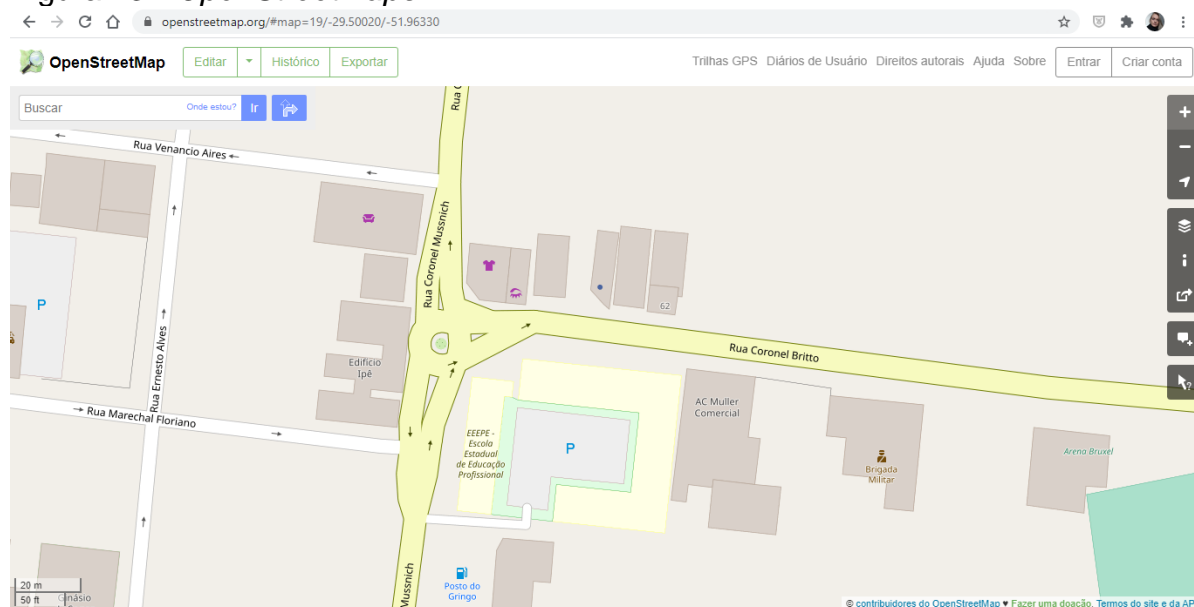 openstreetmap.org/#map=19/-29.50020/-51.96330
OpenStreetMap
Editar
Histórico
Exportar
Trilhas GPS
Diários de Usuário
Direitos autorais
Ajuda
Sobre
Entrar
Criar conta
Buscar
Onde estou?
Ir
Rua Venancio Aires
Rua Coronel Mussnich
62
P
Rua Ernesto Alves
Rua Coronel Britto
Edifício
Ipê
AC Muller
Comercial
Rua Marechal Floriano
EEEPE -
Escola
Estadual
de Educação
Profissional
P
Brigada
Militar
Arena Bruxel
Mussnich
Posto do
Gringo
20 m
50 ft
Ginásio
© contribuidores do OpenStreetMap ♥ Fazer uma doação. Termos do site e da AP